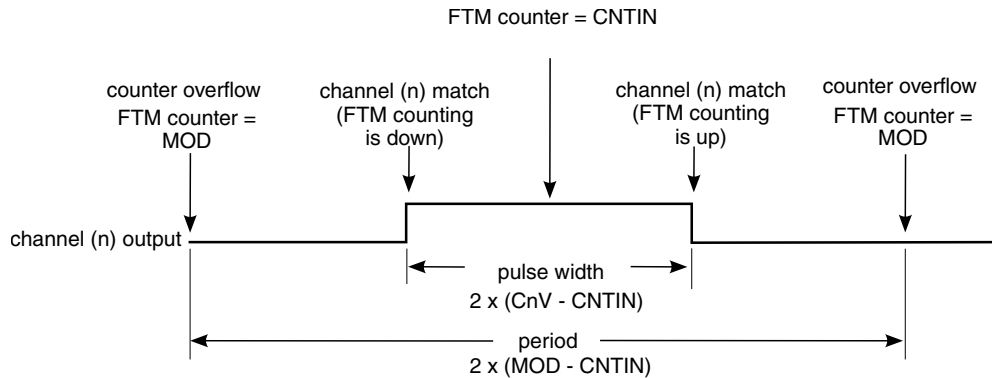 FTM counter = CNTIN
counter overflow
FTM counter =
MOD
channel (n) match
(FTM counting
is down)
channel (n) match
(FTM counting
is up)
counter overflow
FTM counter =
MOD
channel (n) output
pulse width
2 x (CnV - CNTIN)
period
2 x (MOD - CNTIN)